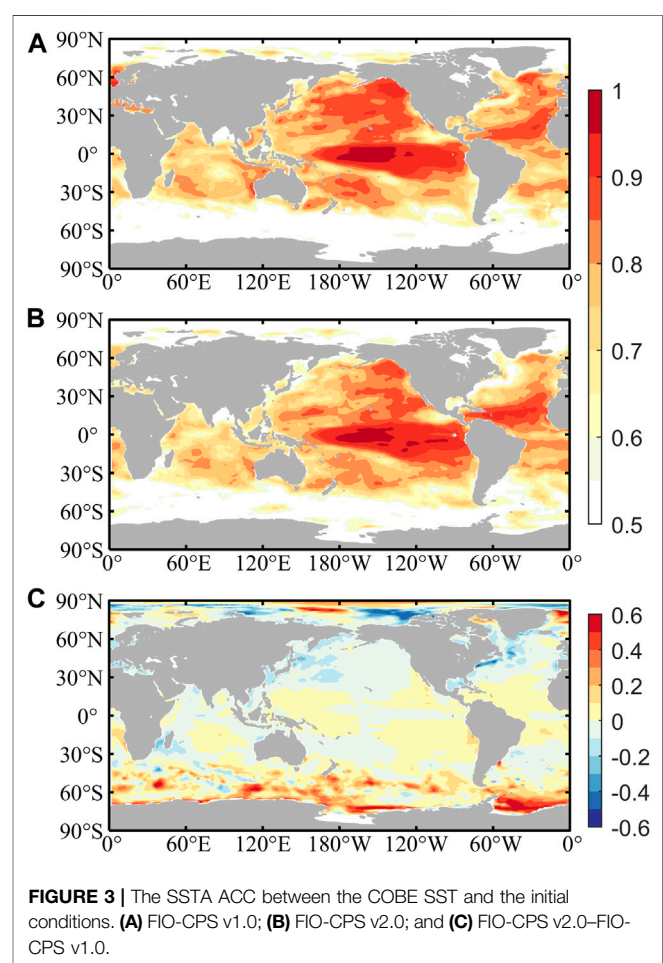 A
90°N
60°N
30°N
0°
30°S
60°S
90°S
0° 60°E 120°E 180°W 120°W 60°W 0°
B
90°N
60°N
30°N
0°
30°S
60°S
90°S
0° 60°E 120°E 180°W 120°W 60°W 0°
1
0.9
0.8
0.7
0.6
0.5
C
90°N
60°N
30°N
0°
30°S
60°S
90°S
0° 60°E 120°E 180°W 120°W 60°W 0°
0.6
0.4
0.2
0
-0.2
-0.4
-0.6
FIGURE 3 | The SSTA ACC between the COBE SST and the initial
conditions. (A) FIO-CPS v1.0; (B) FIO-CPS v2.0; and (C) FIO-CPS v2.0–FIO-
CPS v1.0.